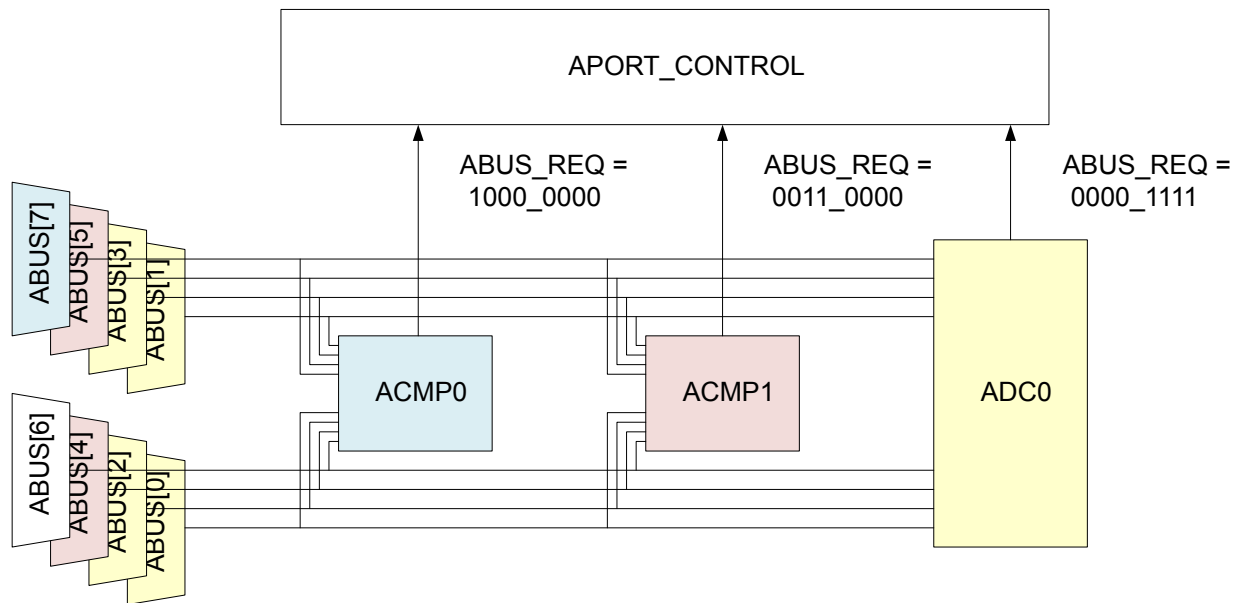 APORT_CONTROL
ABUS_REQ =
1000_0000
ABUS_REQ =
0011_0000
ABUS_REQ =
0000_1111
ABUS[7]
ABUS[5]
ABUS[3]
ABUS[1]
ACMP0
ACMP1
ADC0
ABUS[6]
ABUS[4]
ABUS[2]
ABUS[0]